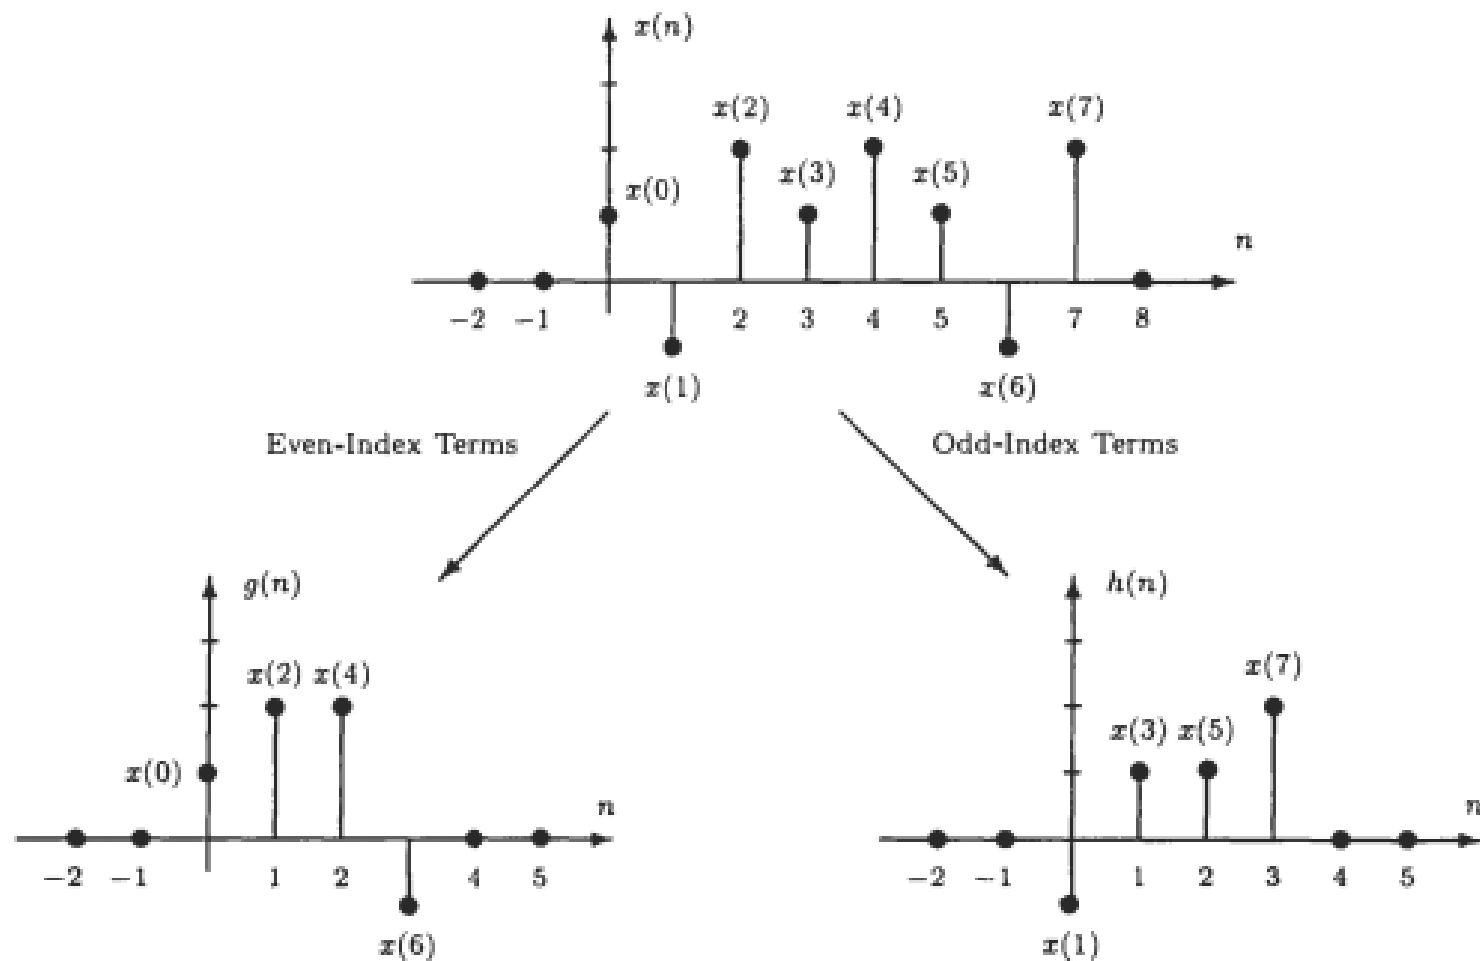 x(n)
x(2) x(4) x(7)
x(3) x(5)
x(0)
n
−2 −1 2 3 4 5 7 8
x(1) x(6)
Even-Index Terms Odd-Index Terms
g(n) h(n)
x(2) x(4) x(7)
x(3) x(5)
x(0)
n n
−2 −1 1 2 4 5 −2 −1 1 2 3 4 5
x(6) x(1)